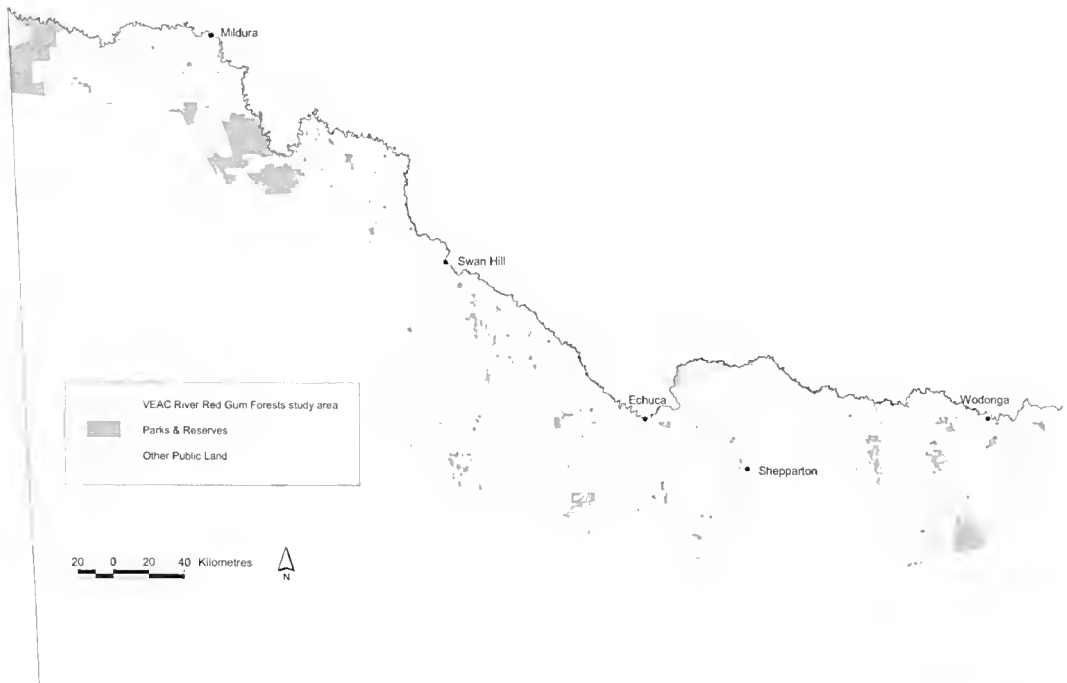 Mildura
Swan Hill
Echuca
Wodonga
Shepparton
VEAC River Red Gum Forests study area
Parks & Reserves
Other Public Land
20 0 20 40 Kilometres
N